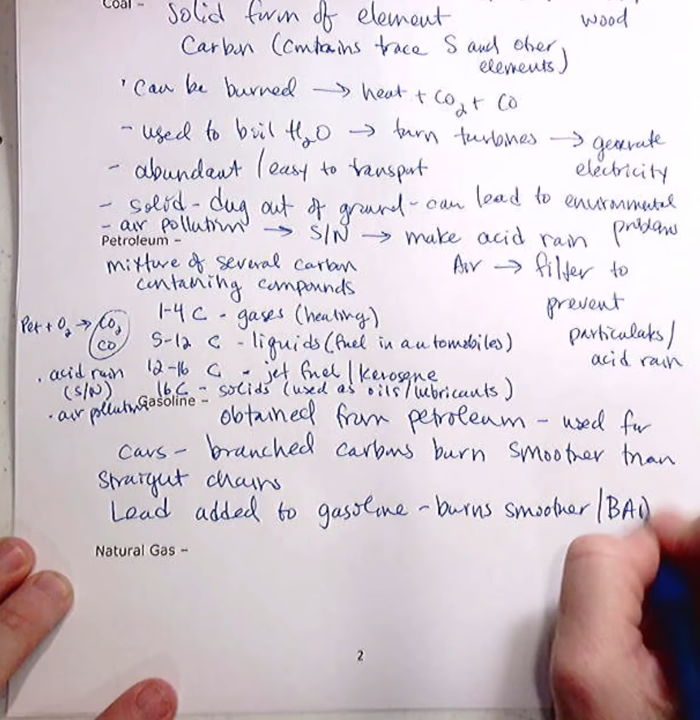 Coal - solid form of element wood
Carbon (contains trace S and other elements)
' can be burned → heat + CO2 + CO
- used to boil H2O → turn turbines → generate electricity
- abundant / easy to transport
- solid - dug out of ground - can lead to environmental problems
- air pollution → S/N → make acid rain
Petroleum -
mixture of several carbon containing compounds
Air → filter to prevent particulates / acid rain
Pet + O2 → CO2 CO
1-4 C - gases (heating)
5-12 C - liquids (fuel in automobiles)
. acid rain (S/N)
12-16 C - jet fuel / kerosene
16 C - solids (used as oils / lubricants)
. air pollution
Gasoline -
obtained from petroleum - used for
cars - branched carbons burn smoother than
straight chains
Lead added to gasoline - burns smoother / BAD
Natural Gas -
2